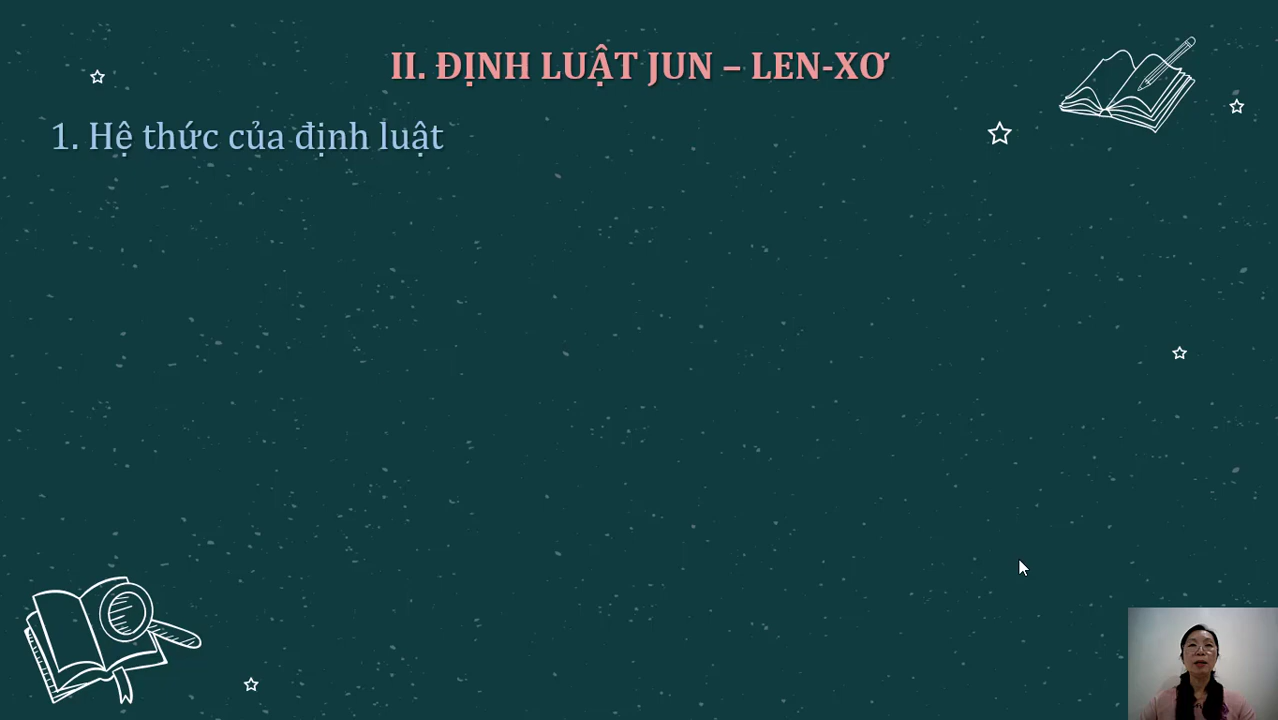 II. ĐỊNH LUẬT JUN – LEN-XƠ
1. Hệ thức của định luật